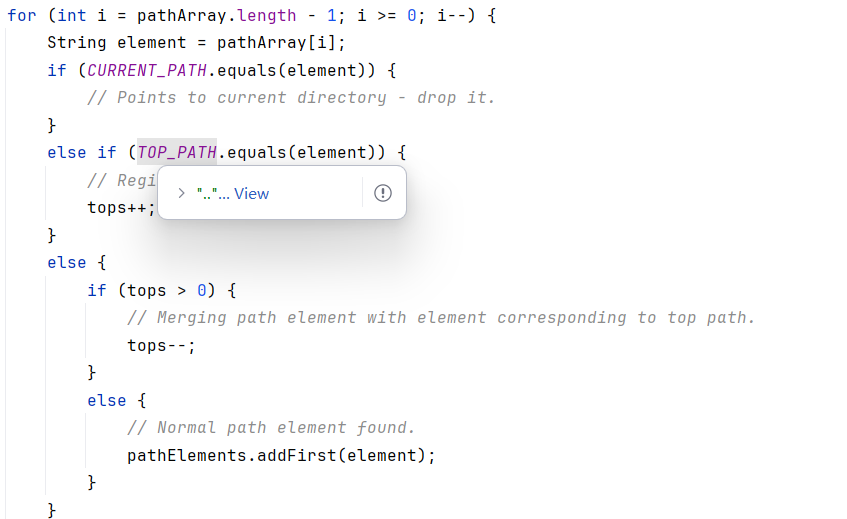 for (int i = pathArray.length - 1; i >= 0; i--) {
String element = pathArray[i];
if (CURRENT_PATH.equals(element)) {
// Points to current directory - drop it.
}
else if (TOP_PATH.equals(element)) {
// Regi
".."... View
tops++;
}
else {
if (tops > 0) {
// Merging path element with element corresponding to top path.
tops--;
}
else {
// Normal path element found.
pathElements.addFirst(element);
}
}